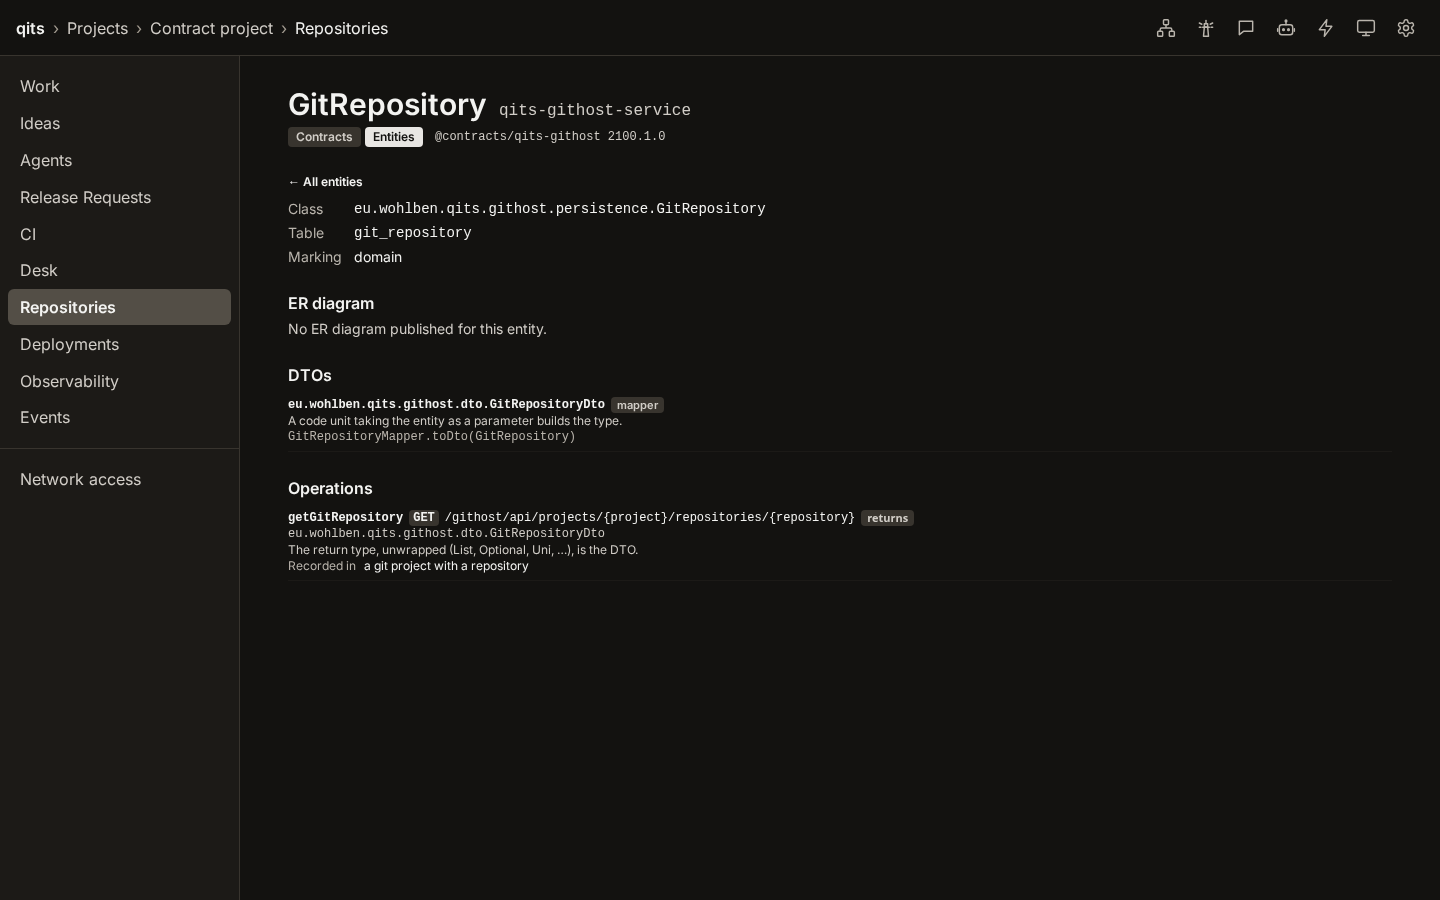 qits › Projects › Contract project › Repositories
Work
Ideas
Agents
Release Requests
CI
Desk
Repositories
Deployments
Observability
Events
Network access
GitRepository qits-githost-service
Contracts Entities @contracts/qits-githost 2100.1.0
← All entities
Class eu.wohlben.qits.githost.persistence.GitRepository
Table git_repository
Marking domain
ER diagram
No ER diagram published for this entity.
DTOs
eu.wohlben.qits.githost.dto.GitRepositoryDto mapper
A code unit taking the entity as a parameter builds the type.
GitRepositoryMapper.toDto(GitRepository)
Operations
getGitRepository GET /githost/api/projects/{project}/repositories/{repository} returns
eu.wohlben.qits.githost.dto.GitRepositoryDto
The return type, unwrapped (List, Optional, Uni, …), is the DTO.
Recorded in a git project with a repository